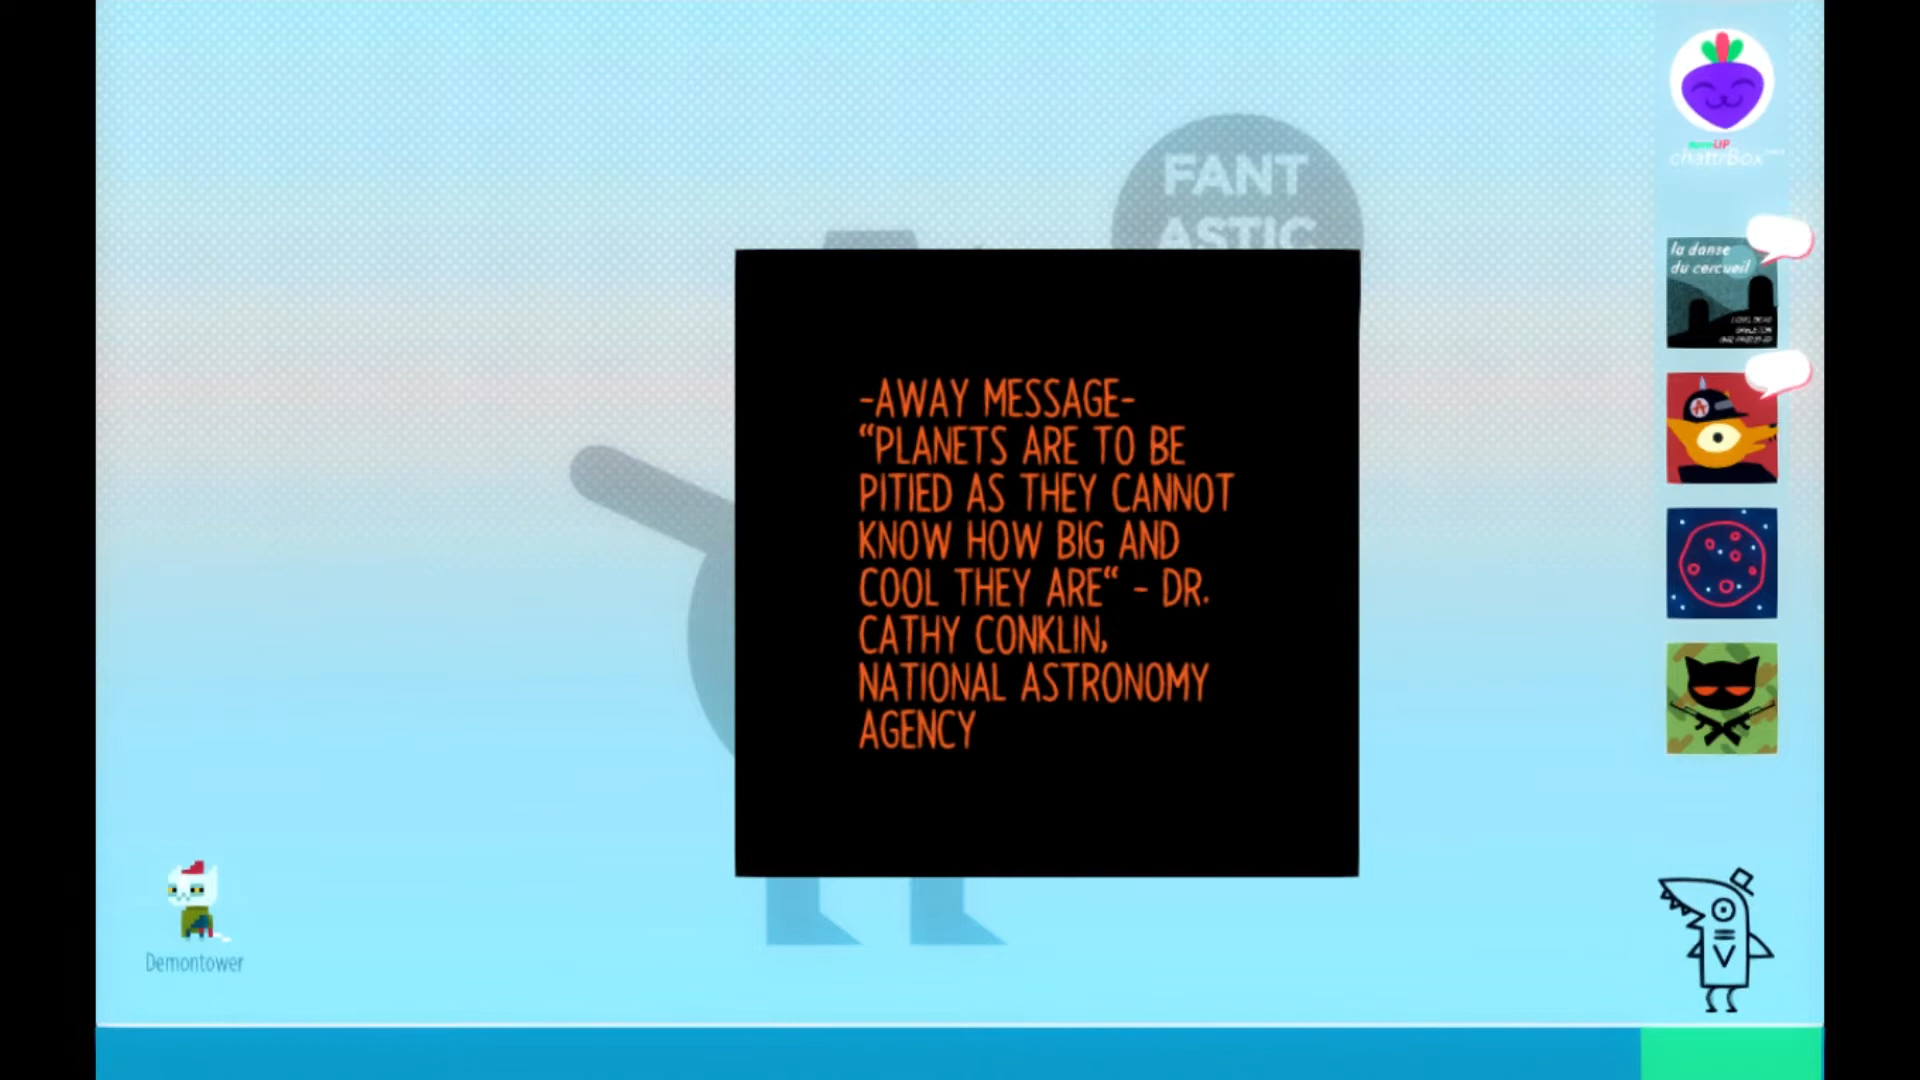 FANT
ASTIC
chattrBox
la danse
du cercueil
A
-AWAY MESSAGE-
“PLANETS ARE TO BE
PITIED AS THEY CANNOT
KNOW HOW BIG AND
COOL THEY ARE“ - DR.
CATHY CONKLIN,
NATIONAL ASTRONOMY
AGENCY
Demontower